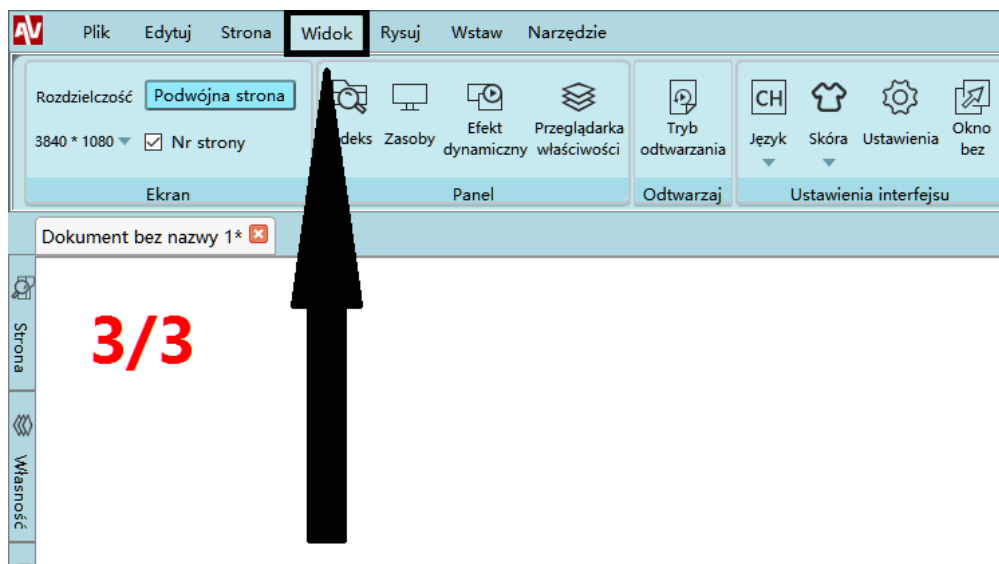 AV
Plik Edytuj Strona Widok Rysuj Wstaw Narzędzie
Rozdzielczość Podwójna strona
3840 * 1080 Nr strony
Ekran
Zasoby
Efekt
dynamiczny
Przeglądarka
właściwości
Panel
Tryb
odtwarzania
Odtwarzaj
CH
Język
Skóra
Ustawienia
Okno
bez
Ustawienia interfejsu
Dokument bez nazwy 1*
Strona
Własność
3/3